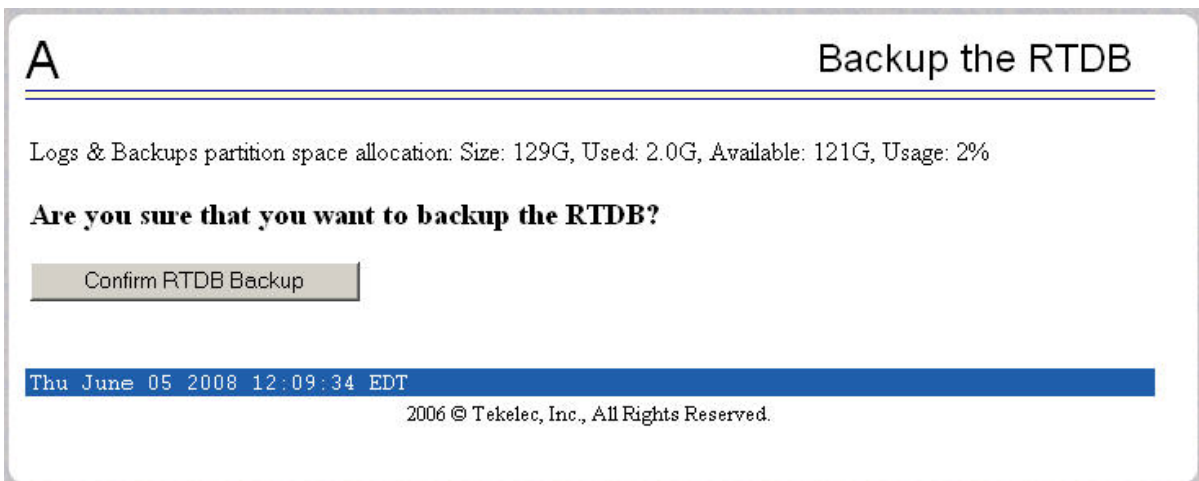 A
Backup the RTDB
Logs & Backups partition space allocation: Size: 129G, Used: 2.0G, Available: 121G, Usage: 2%
Are you sure that you want to backup the RTDB?
Confirm RTDB Backup
Thu June 05 2008 12:09:34 EDT
2006 © Tekelec, Inc., All Rights Reserved.